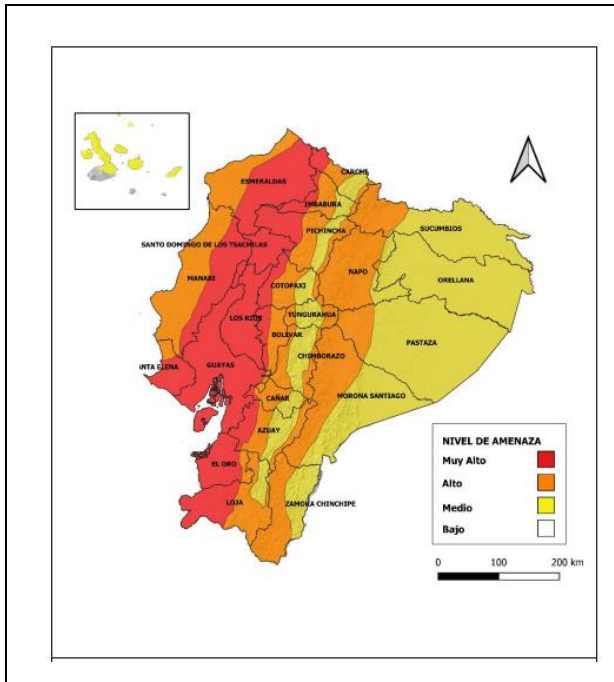 CARCHI
ESMERALDAS
IMBABURA
SUCUMBIOS
PICHINCHA
SANTO DOMINGO DE LOS TSACHILAS
NAPO
MANABI
ORELLANA
COTOPAXI
TUNGURAHUA
LOS RIOS
BOLIVAR
PASTAZA
CHIMBORAZO
GUAYAS
ANTA ELENA
MORONA SANTIAGO
CAÑAR
AZUAY
EL ORO
LOJA
ZAMORA CHINCHIPE
NIVEL DE AMENAZA
Muy Alto
Alto
Medio
Bajo
0 100 200 km